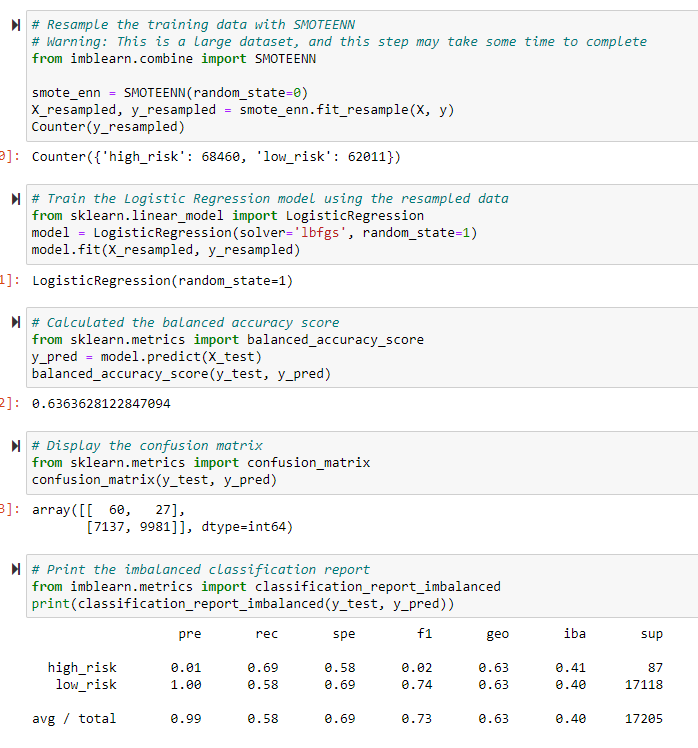 # Resample the training data with SMOTEENN
# Warning: This is a large dataset, and this step may take some time to complete
from imblearn.combine import SMOTEENN
smote_enn = SMOTEENN(random_state=0)
X_resampled, y_resampled = smote_enn.fit_resample(X, y)
Counter(y_resampled)
0]: Counter({'high_risk': 68460, 'low_risk': 62011})
# Train the Logistic Regression model using the resampled data
from sklearn.linear_model import LogisticRegression
model = LogisticRegression(solver='lbfgs', random_state=1)
model.fit(X_resampled, y_resampled)
1]: LogisticRegression(random_state=1)
# Calculated the balanced accuracy score
from sklearn.metrics import balanced_accuracy_score
y_pred = model.predict(X_test)
balanced_accuracy_score(y_test, y_pred)
2]: 0.6363628122847094
# Display the confusion matrix
from sklearn.metrics import confusion_matrix
confusion_matrix(y_test, y_pred)
3]: array([[  60,   27],
[7137, 9981]], dtype=int64)
# Print the imbalanced classification report
from imblearn.metrics import classification_report_imbalanced
print(classification_report_imbalanced(y_test, y_pred))
pre rec spe f1 geo iba sup
high_risk 0.01 0.69 0.58 0.02 0.63 0.41 87
low_risk 1.00 0.58 0.69 0.74 0.63 0.40 17118
avg / total 0.99 0.58 0.69 0.73 0.63 0.40 17205